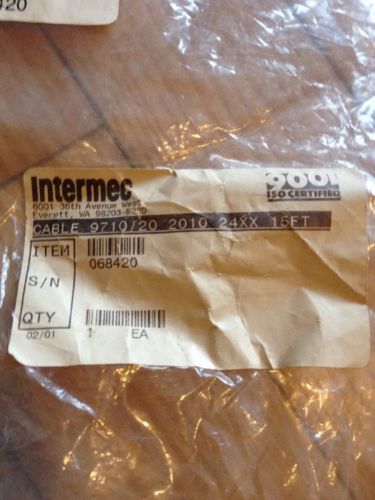 420
Intermec
6001 36th Avenue West
Everett, WA 98203-9280
9001
ISO CERTIFIED
CABLE 9710/20 2010 24XX 15FT
ITEM
068420
S/N
QTY
1 EA
02/01